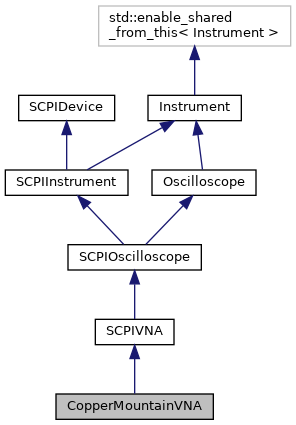 std::enable_shared
_from_this< Instrument >
SCPIDevice
Instrument
SCPIInstrument
Oscilloscope
SCPIOscilloscope
SCPIVNA
CopperMountainVNA